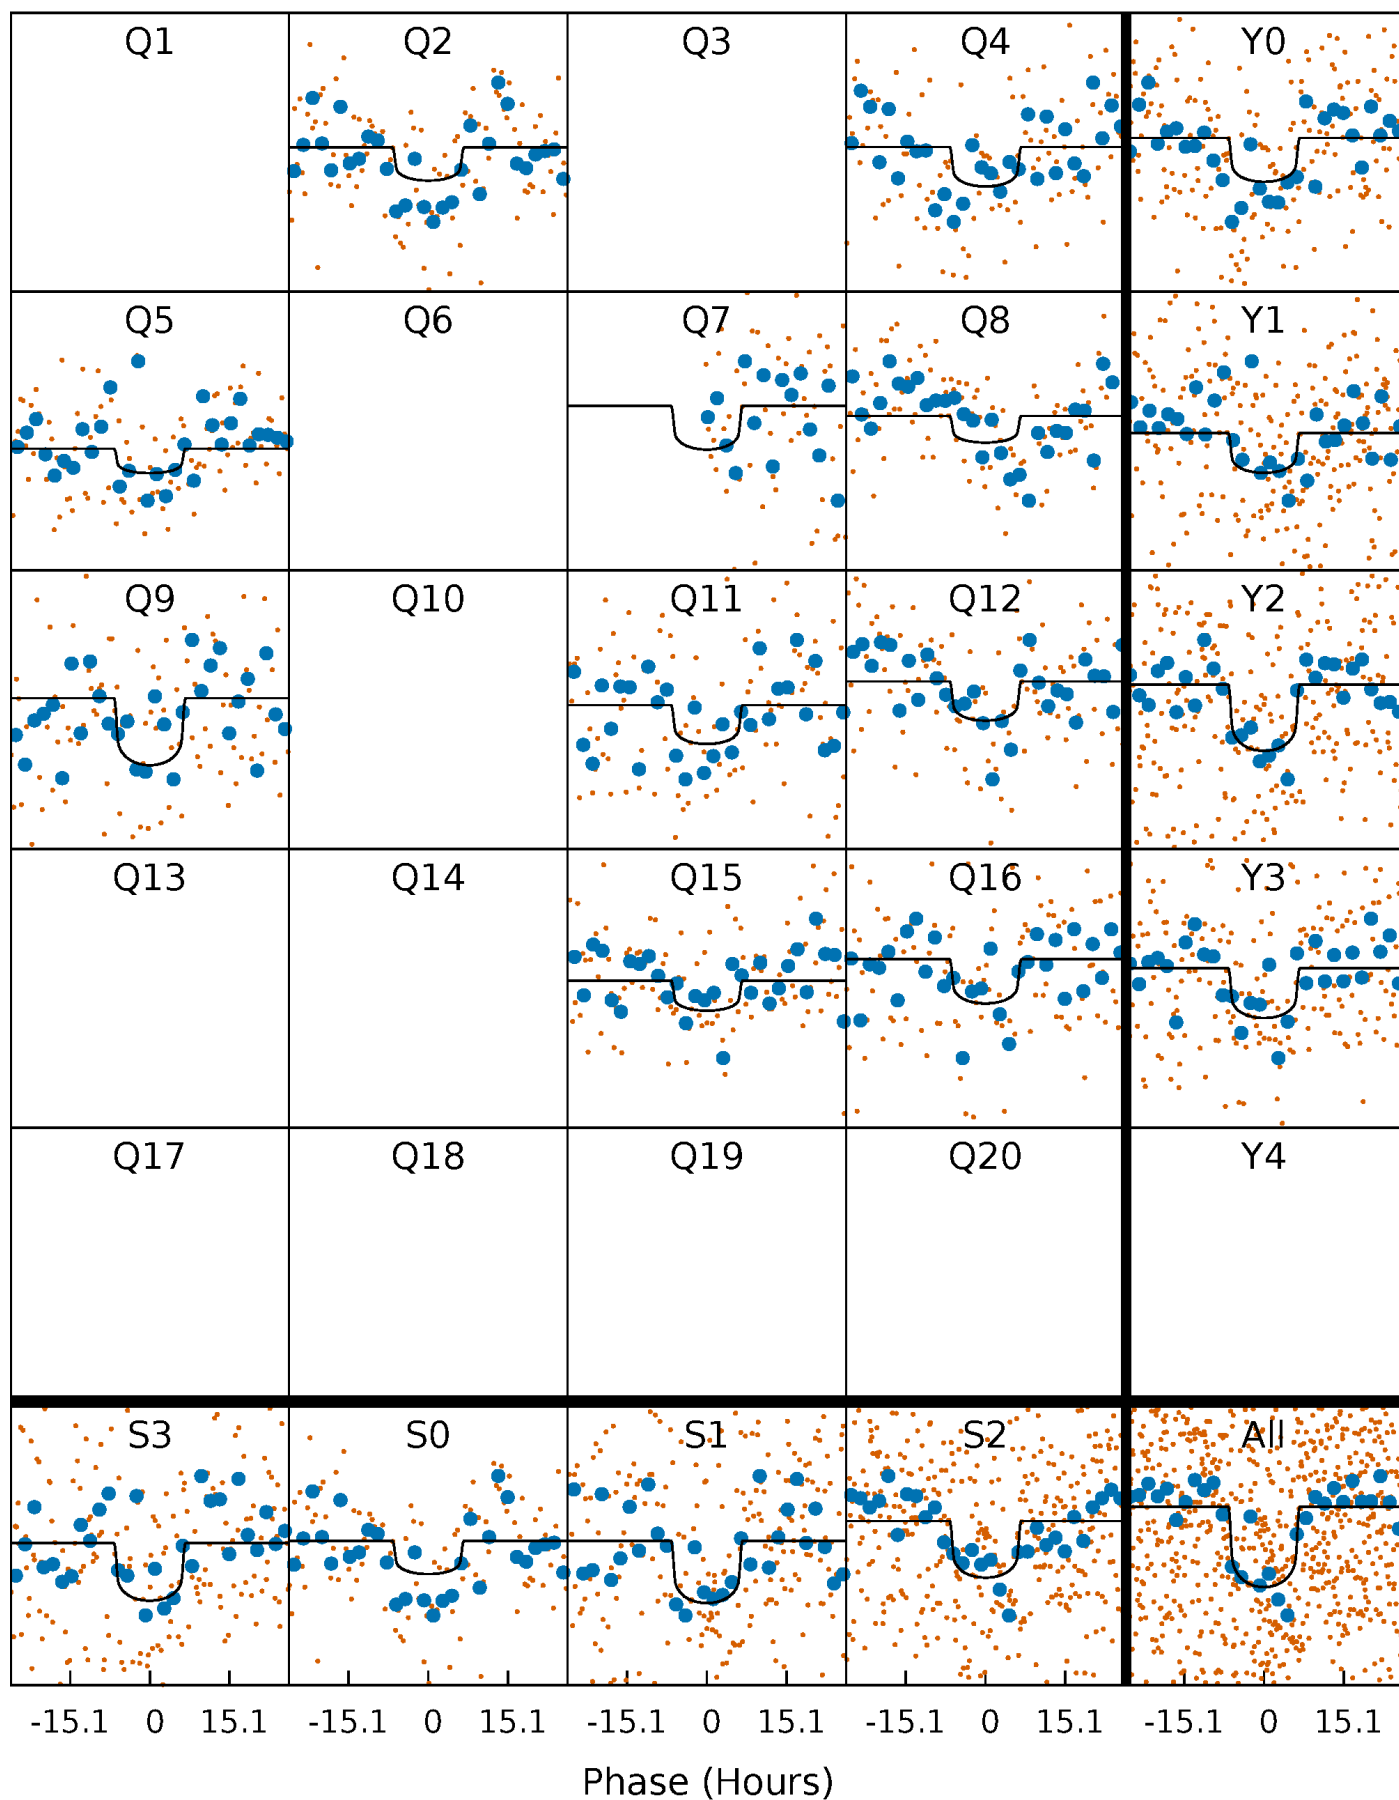 Q1 Q2 Q3 Q4 Y0
Q5 Q6 Q7 Q8 Y1
Q9 Q10 Q11 Q12 Y2
Q13 Q14 Q15 Q16 Y3
Q17 Q18 Q19 Q20 Y4
S3 S0 S1 S2 All
-15.1 0 15.1 -15.1 0 15.1 -15.1 0 15.1 -15.1 0 15.1 -15.1 0 15.1
Phase (Hours)